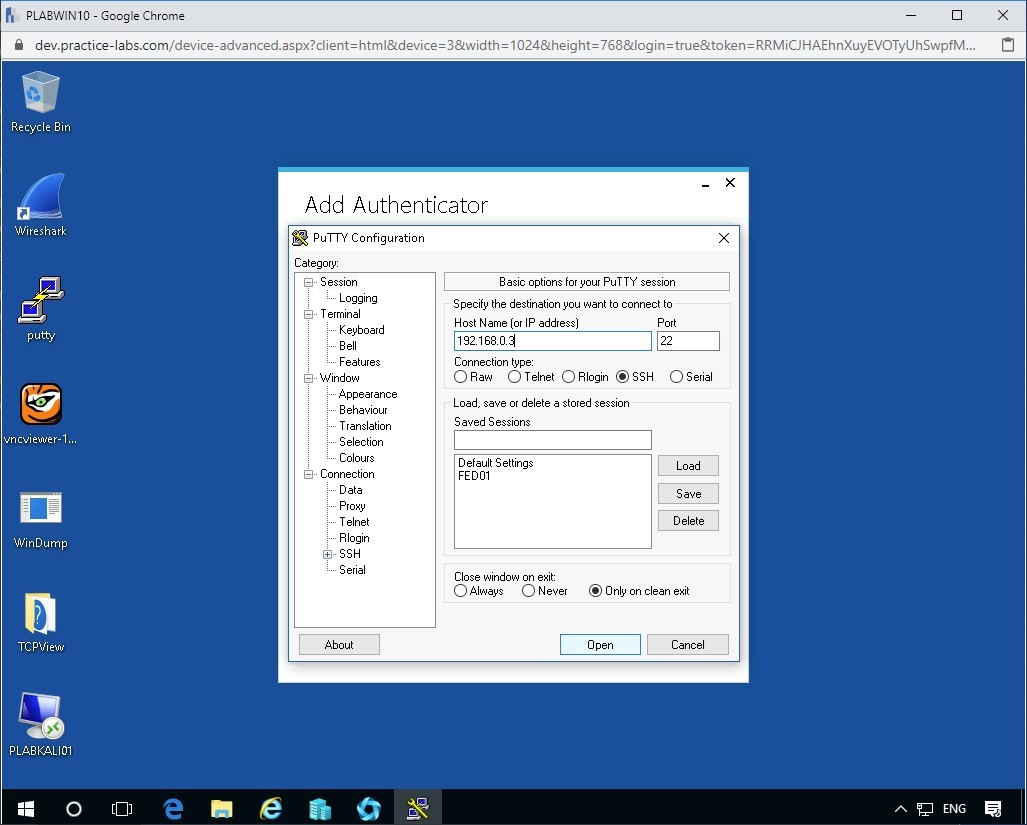 PLABWIN10 - Google Chrome
dev.practice-labs.com/device-advanced.aspx?client=html&device=3&width=1024&height=768&login=true&token=RRMiCJHAEhnXuyEVOTyUhSwpfM...
Recycle Bin
Wireshark
putty
vncviewer-1...
WinDump
TCPView
PLABKALI01
Add Authenticator
PuTTY Configuration
Category:
Session
Logging
Terminal
Keyboard
Bell
Features
Window
Appearance
Behaviour
Translation
Selection
Colours
Connection
Data
Proxy
Telnet
Rlogin
SSH
Serial
Basic options for your PuTTY session
Specify the destination you want to connect to
Host Name (or IP address) Port
192.168.0.3 22
Connection type:
Raw Telnet Rlogin SSH Serial
Load, save or delete a stored session
Saved Sessions
Default Settings
FED01
Load
Save
Delete
Close window on exit:
Always Never Only on clean exit
About Open Cancel
ENG